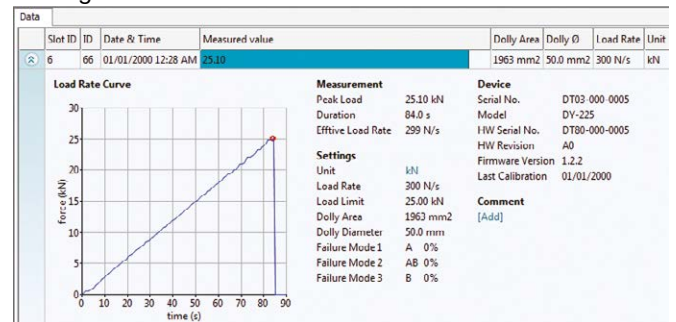 Data
Slot ID ID Date & Time Measured value Dolly Area Dolly Ø Load Rate Unit
6 66 01/01/2000 12:28 AM 25.10 1963 mm2 50.0 mm2 300 N/s kN
Load Rate Curve
30
25
20
15
10
5
0
force (kN)
0 10 20 30 40 50 60 70 80 90
time (s)
Measurement
Peak Load 25.10 kN
Duration 84.0 s
Efftive Load Rate 299 N/s
Settings
Unit kN
Load Rate 300 N/s
Load Limit 25.00 kN
Dolly Area 1963 mm2
Dolly Diameter 50.0 mm
Failure Mode 1 A 0%
Failure Mode 2 AB 0%
Failure Mode 3 B 0%
Device
Serial No. DT03-000-0005
Model DY-225
HW Serial No. DT80-000-0005
HW Revision A0
Firmware Version 1.2.2
Last Calibration 01/01/2000
Comment
[Add]